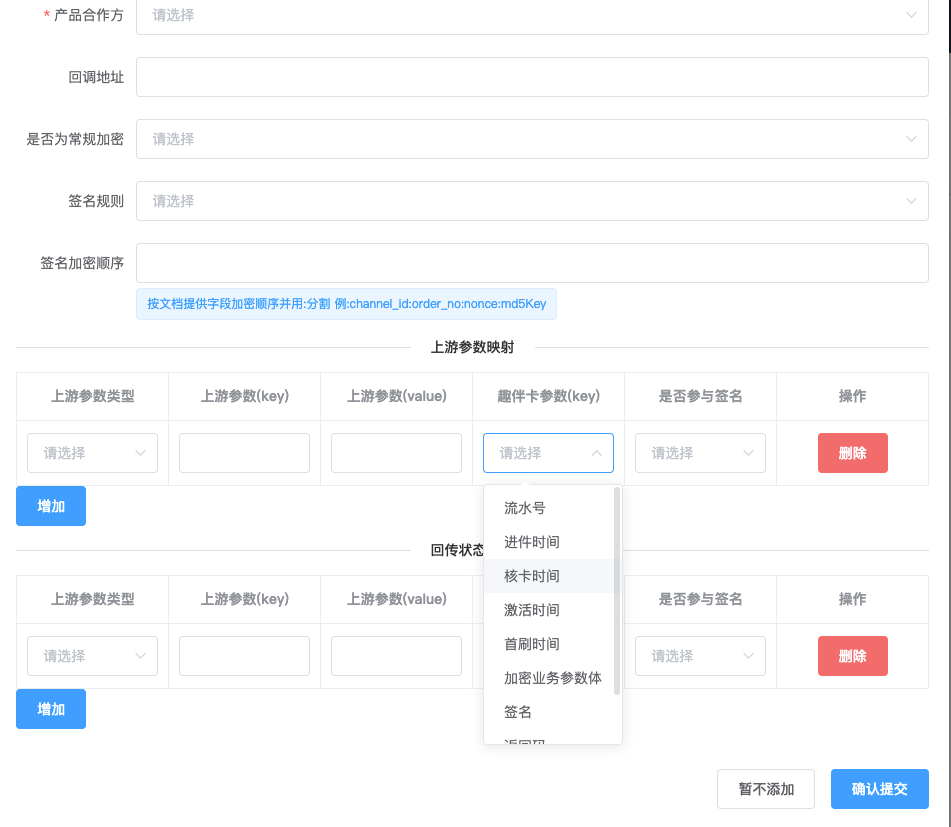 * 产品合作方 请选择
回调地址
是否为常规加密 请选择
签名规则 请选择
签名加密顺序
按文档提供字段加密顺序并用:分割 例:channel_id:order_no:nonce:md5Key
上游参数映射
上游参数类型 上游参数(key) 上游参数(value) 趣伴卡参数(key) 是否参与签名 操作
请选择 请选择 请选择 删除
增加
流水号
进件时间
核卡时间
激活时间
首刷时间
加密业务参数体
签名
回传状态
上游参数类型 上游参数(key) 上游参数(value) 是否参与签名 操作
请选择 请选择 删除
增加
暂不添加 确认提交